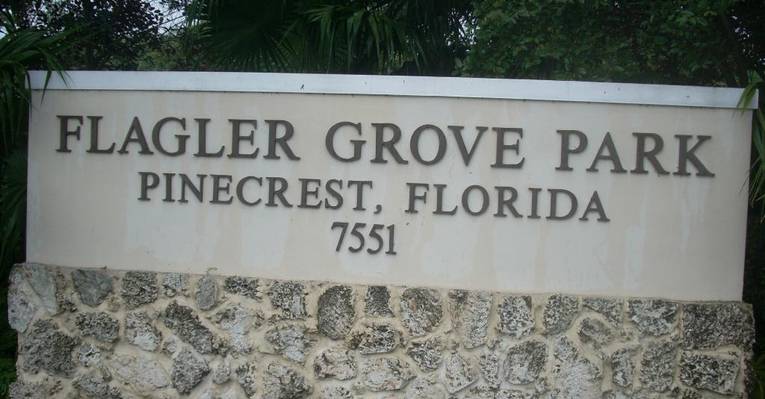 FLAGLER GROVE PARK
PINECREST, FLORIDA
7551